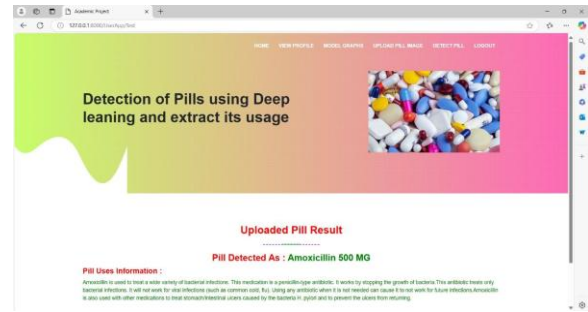 Academic Project
127.0.0.1:8000/UserApp/Test
HOME VIEW PROFILE MODEL GRAPHS UPLOAD PILL IMAGE DETECT PILL LOGOUT
Detection of Pills using Deep
leaning and extract its usage
Uploaded Pill Result
Pill Detected As : Amoxicillin 500 MG
Pill Uses Information :
Amoxicillin is used to treat a wide variety of bacterial infections. This medication is a penicillin-type antibiotic. It works by stopping the growth of bacteria.This antibiotic treats only
bacterial infections. It will not work for viral infections (such as common cold, flu). Using any antibiotic when it is not needed can cause it to not work for future infections.Amoxicillin
is also used with other medications to treat stomach/intestinal ulcers caused by the bacteria H. pylori and to prevent the ulcers from returning.